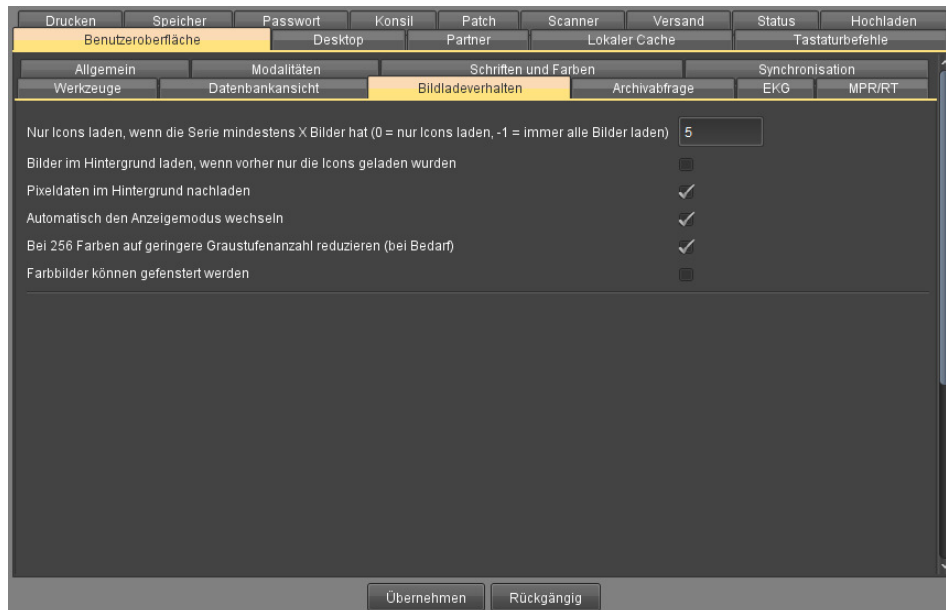 Drucken Speicher Passwort Konsil Patch Scanner Versand Status Hochladen
Benutzeroberfläche Desktop Partner Lokaler Cache Tastaturbefehle
Allgemein Modalitäten Schriften und Farben Synchronisation
Werkzeuge Datenbankansicht Bildladeverhalten Archivabfrage EKG MPR/RT
Nur Icons laden, wenn die Serie mindestens X Bilder hat (0 = nur Icons laden, -1 = immer alle Bilder laden) 5
Bilder im Hintergrund laden, wenn vorher nur die Icons geladen wurden
Pixeldaten im Hintergrund nachladen
Automatisch den Anzeigemodus wechseln
Bei 256 Farben auf geringere Graustufenanzahl reduzieren (bei Bedarf)
Farbbilder können gefenstert werden
Übernehmen Rückgängig